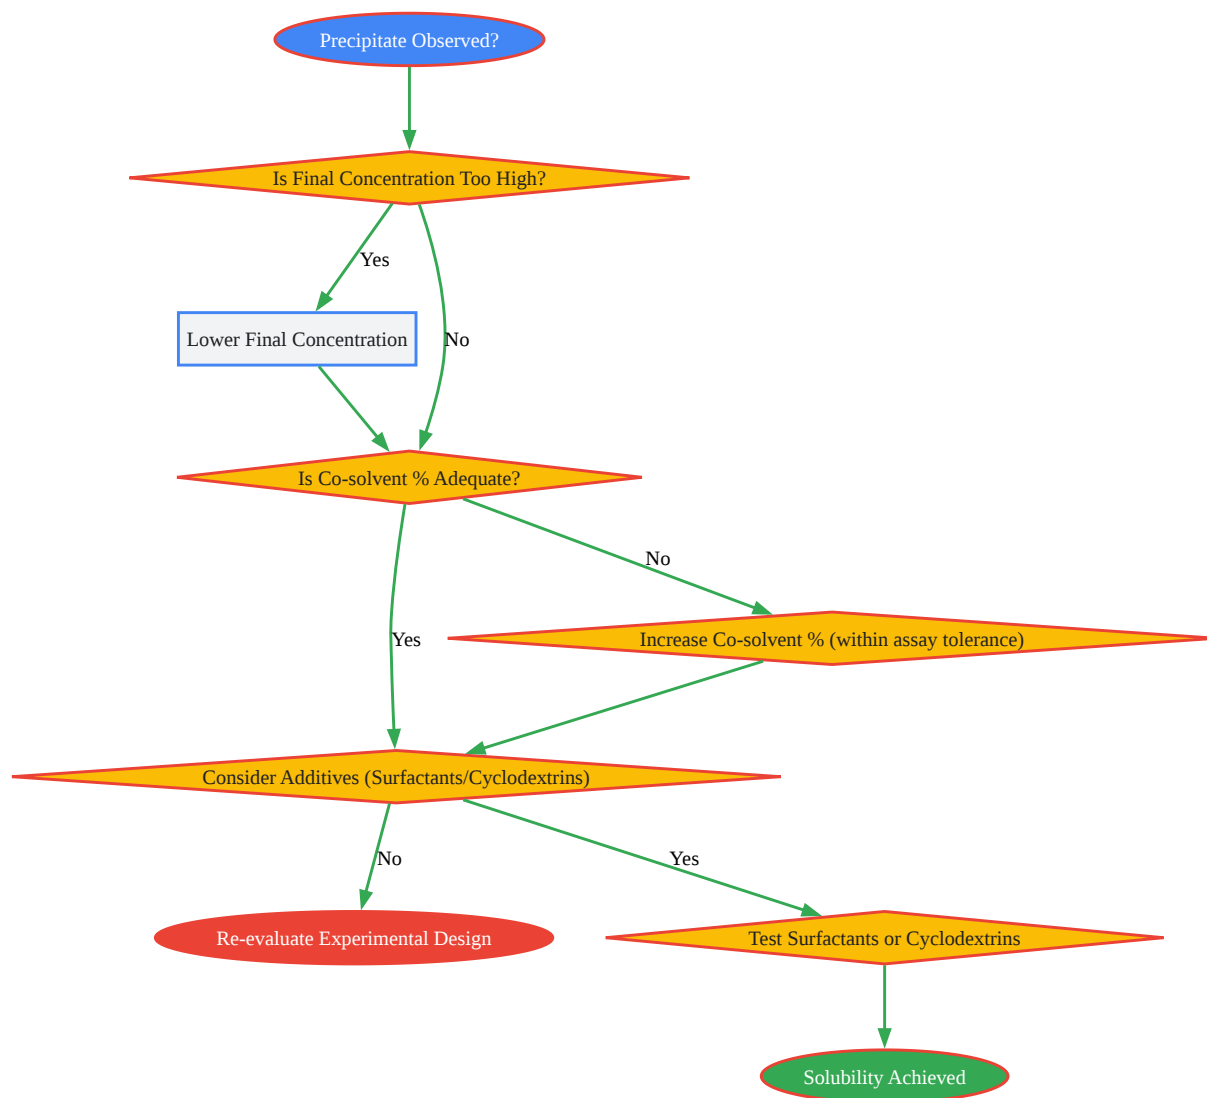 Precipitate Observed?
Is Final Concentration Too High?
Yes
Lower Final Concentration
No
Is Co-solvent % Adequate?
No
Yes
Increase Co-solvent % (within assay tolerance)
Consider Additives (Surfactants/Cyclodextrins)
No
Yes
Re-evaluate Experimental Design
Test Surfactants or Cyclodextrins
Solubility Achieved